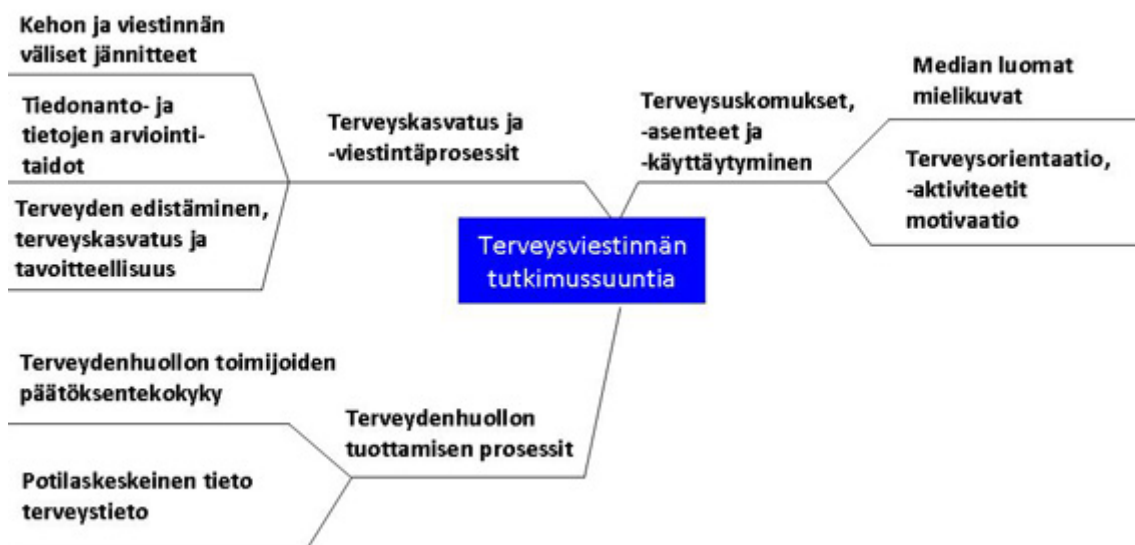 Kehon ja viestinnän
väliset jännitteet
Tiedonanto- ja
tietojen arviointi-
taidot
Terveyden edistäminen,
terveyskasvatus ja
tavoitteellisuus
Terveyskasvatus ja
-viestintäprosessit
Terveysuskomukset,
-asenteet ja
-käyttäytyminen
Median luomat
mielikuvat
Terveysorientaatio,
-aktiviteetit
motivaatio
Terveysviestinnän
tutkimussuuntia
Terveydenhuollon toimijoiden
päätöksentekokyky
Potilaskeskeinen tieto
terveystieto
Terveydenhuollon
tuottamisen prosessit